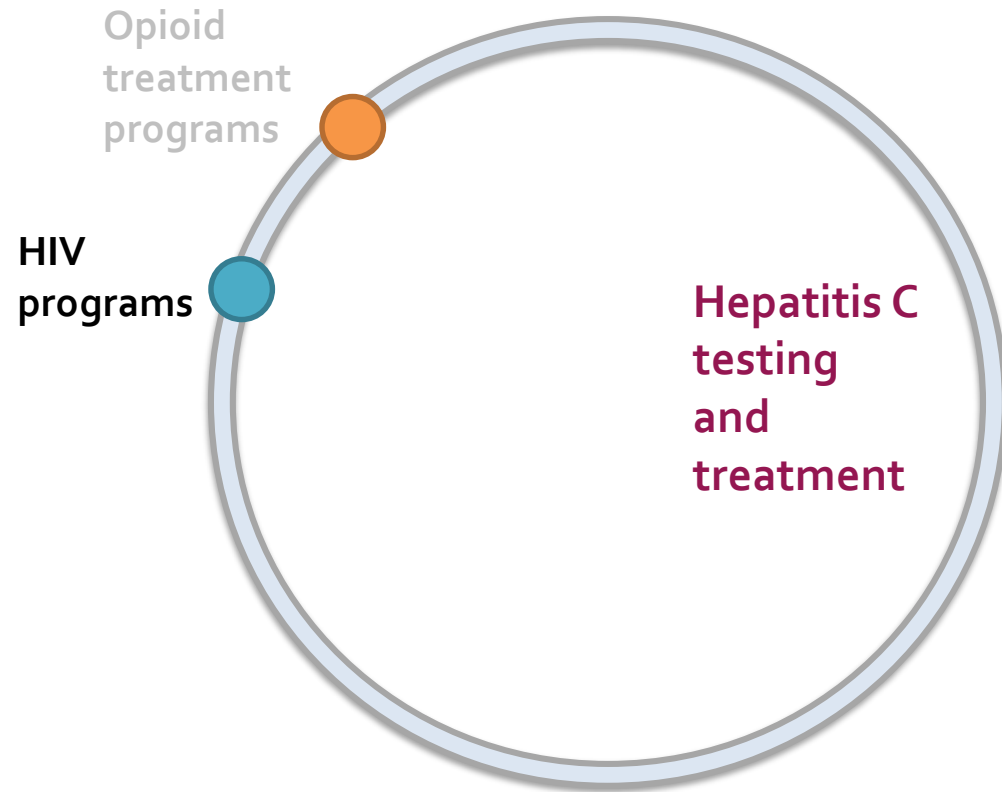 Opioid
treatment
programs
HIV
programs
Hepatitis C
testing
and
treatment